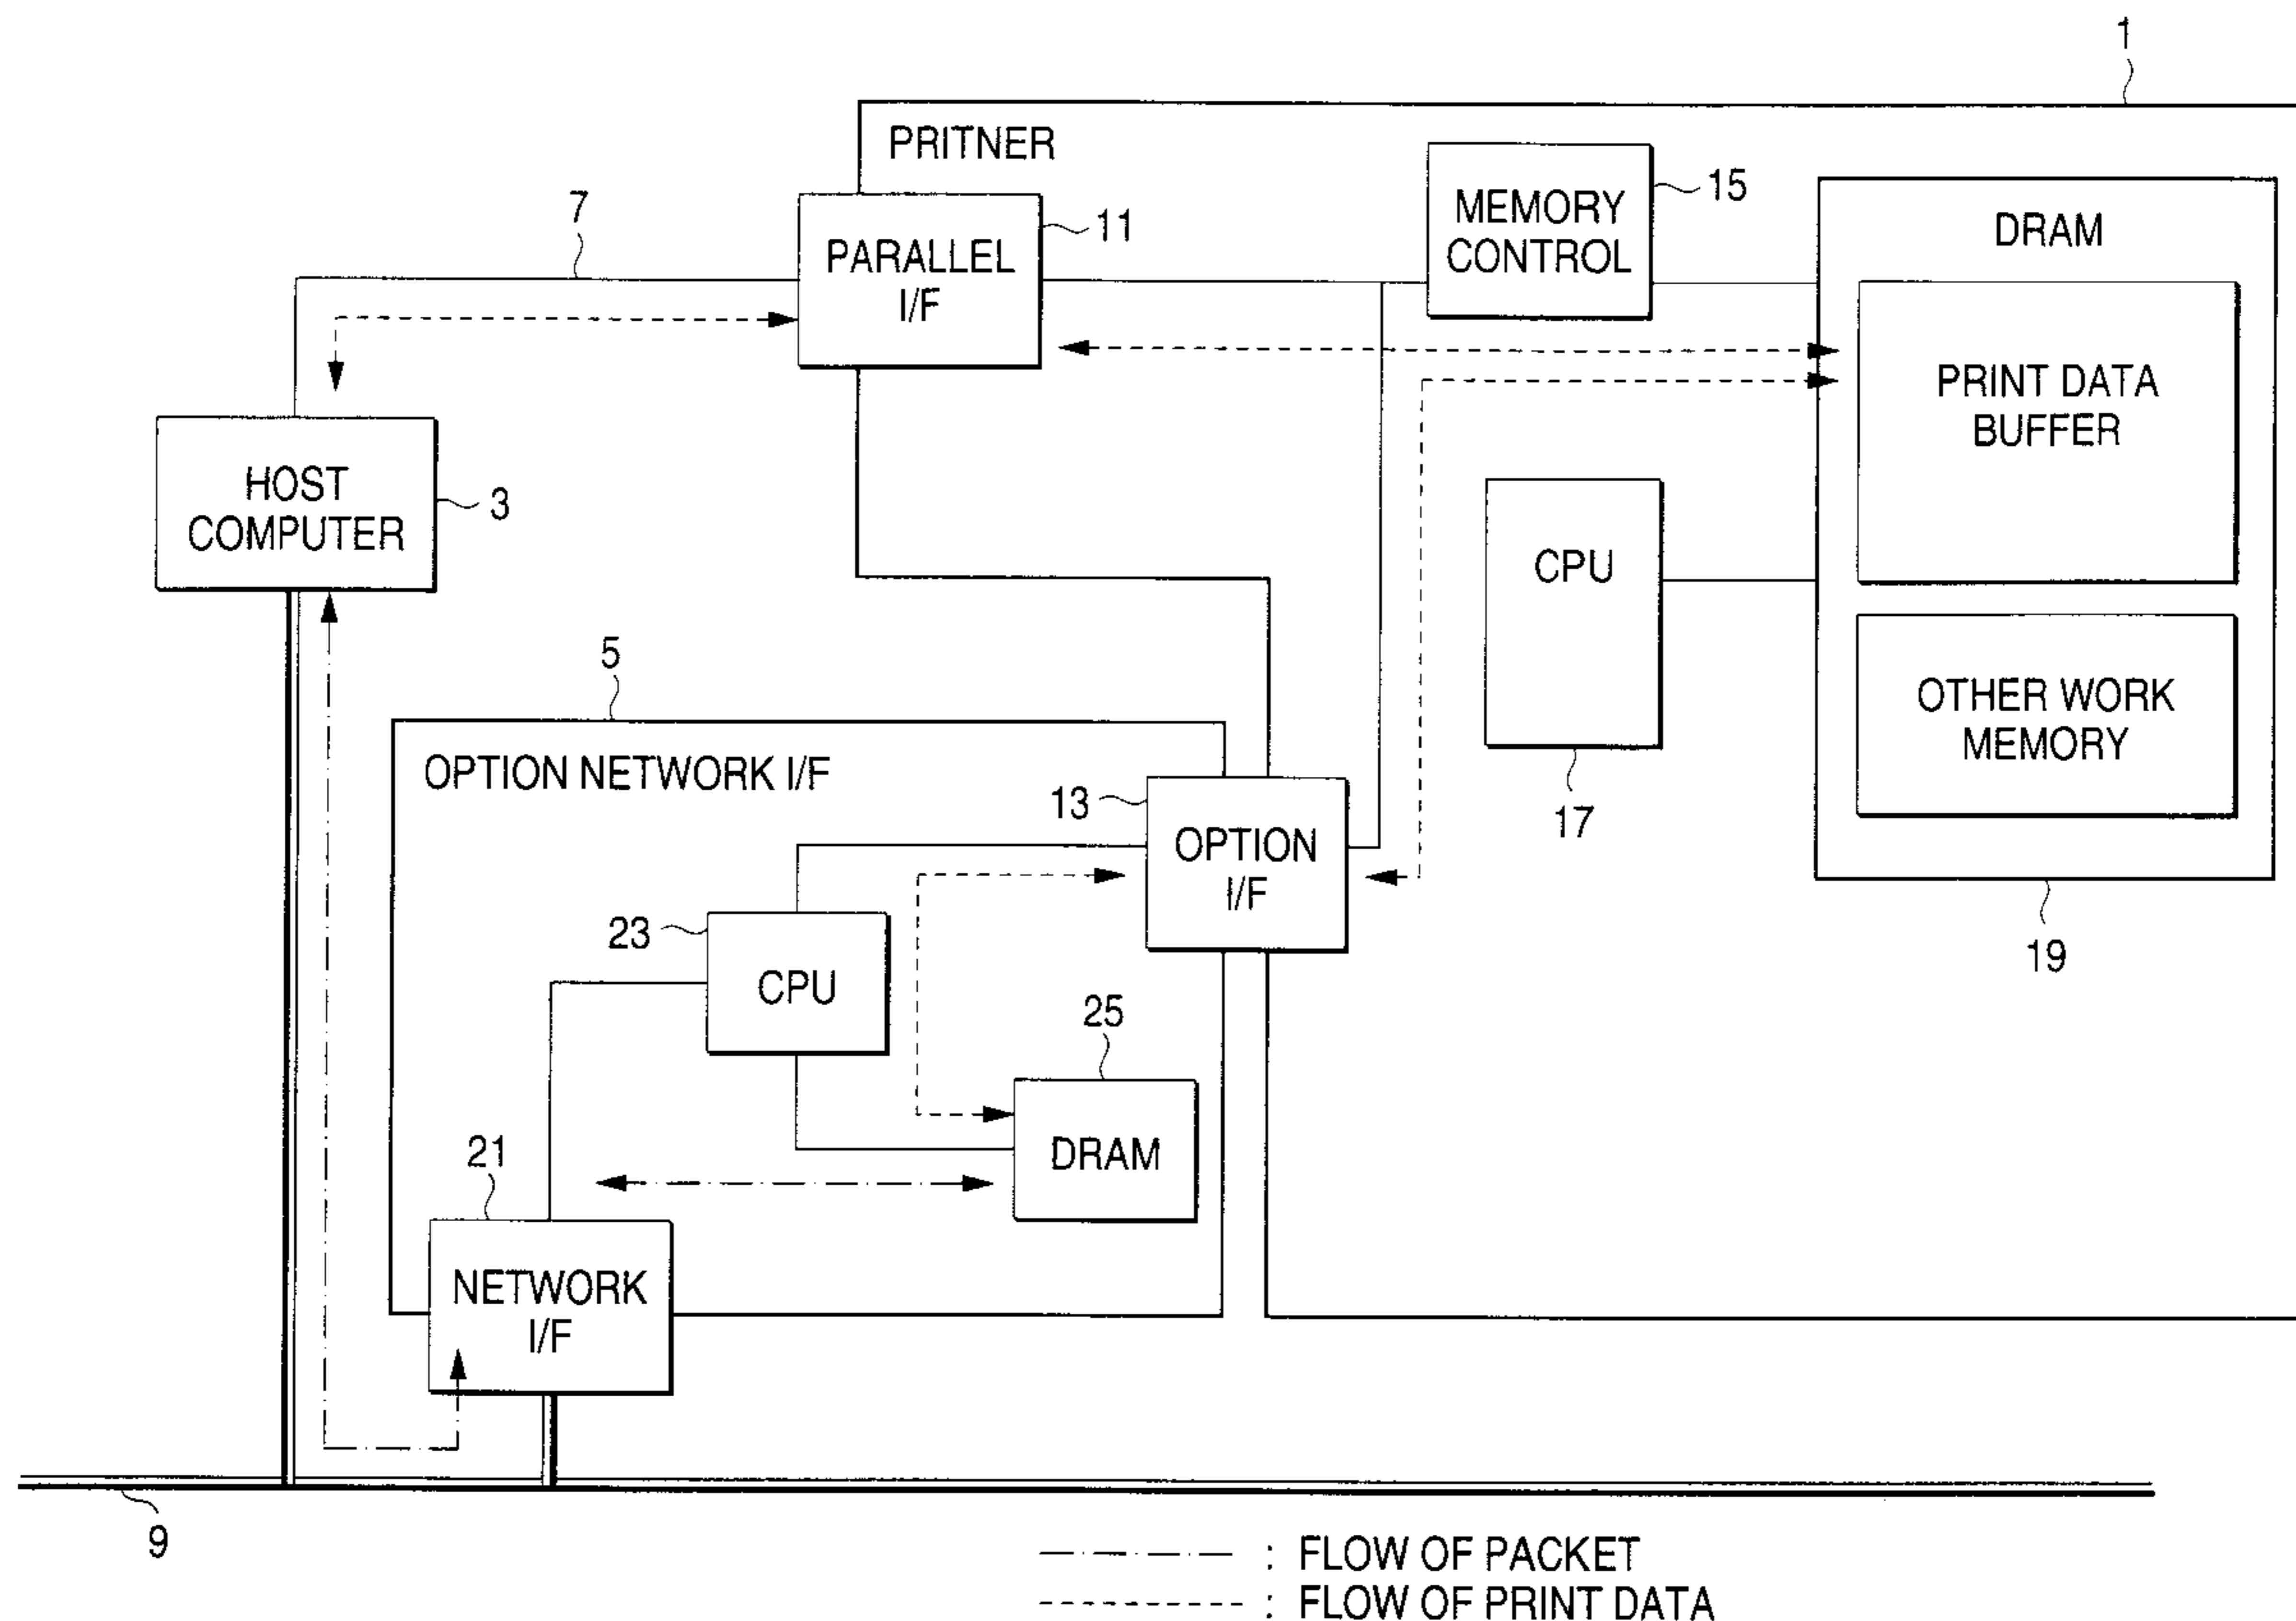 1
PRITNER
7
11
PARALLEL
I/F
MEMORY
CONTROL
15
DRAM
PRINT DATA
BUFFER
HOST
COMPUTER
3
CPU
17
OTHER WORK
MEMORY
19
5
OPTION NETWORK I/F
13
OPTION
I/F
23
CPU
25
DRAM
21
NETWORK
I/F
9
: FLOW OF PACKET
: FLOW OF PRINT DATA